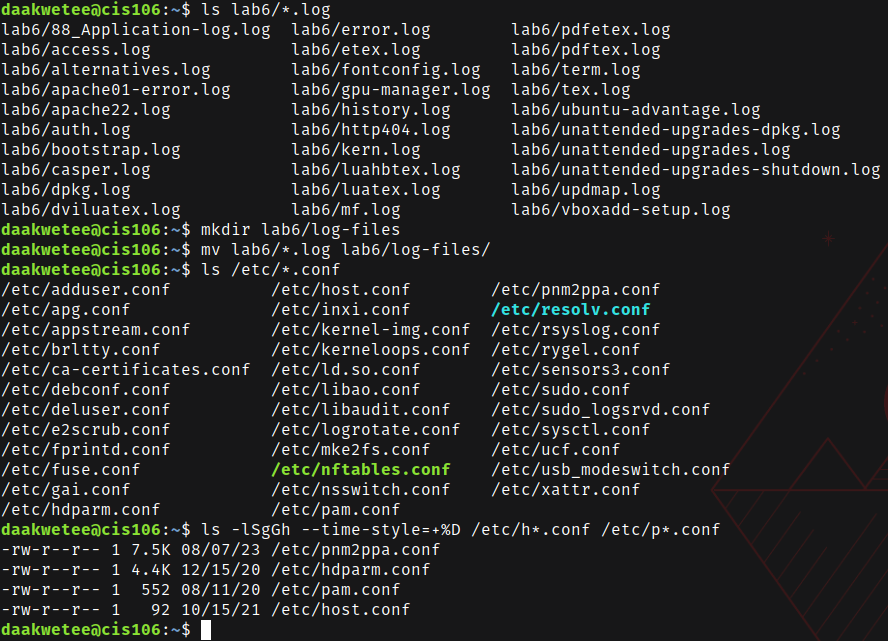 daakwetee@cis106:~$ ls lab6/*.log
lab6/88_Application-log.log  lab6/error.log        lab6/pdfetex.log
lab6/access.log              lab6/etex.log         lab6/pdftex.log
lab6/alternatives.log        lab6/fontconfig.log   lab6/term.log
lab6/apache01-error.log      lab6/gpu-manager.log  lab6/tex.log
lab6/apache22.log            lab6/history.log      lab6/ubuntu-advantage.log
lab6/auth.log                lab6/http404.log      lab6/unattended-upgrades-dpkg.log
lab6/bootstrap.log           lab6/kern.log         lab6/unattended-upgrades.log
lab6/casper.log              lab6/luahbtex.log     lab6/unattended-upgrades-shutdown.log
lab6/dpkg.log                lab6/luatex.log       lab6/updmap.log
lab6/dviluatex.log           lab6/mf.log           lab6/vboxadd-setup.log
daakwetee@cis106:~$ mkdir lab6/log-files
daakwetee@cis106:~$ mv lab6/*.log lab6/log-files/
daakwetee@cis106:~$ ls /etc/*.conf
/etc/adduser.conf          /etc/host.conf        /etc/pnm2ppa.conf
/etc/apg.conf              /etc/inxi.conf        /etc/resolv.conf
/etc/appstream.conf        /etc/kernel-img.conf  /etc/rsyslog.conf
/etc/brltty.conf           /etc/kerneloops.conf  /etc/rygel.conf
/etc/ca-certificates.conf  /etc/ld.so.conf       /etc/sensors3.conf
/etc/debconf.conf          /etc/libao.conf       /etc/sudo.conf
/etc/deluser.conf          /etc/libaudit.conf    /etc/sudo_logsrvd.conf
/etc/e2scrub.conf          /etc/logrotate.conf   /etc/sysctl.conf
/etc/fprintd.conf          /etc/mke2fs.conf      /etc/ucf.conf
/etc/fuse.conf             /etc/nftables.conf    /etc/usb_modeswitch.conf
/etc/gai.conf              /etc/nsswitch.conf    /etc/xattr.conf
/etc/hdparm.conf           /etc/pam.conf
daakwetee@cis106:~$ ls -lSgGh --time-style=+%D /etc/h*.conf /etc/p*.conf
-rw-r--r-- 1 7.5K 08/07/23 /etc/pnm2ppa.conf
-rw-r--r-- 1 4.4K 12/15/20 /etc/hdparm.conf
-rw-r--r-- 1  552 08/11/20 /etc/pam.conf
-rw-r--r-- 1   92 10/15/21 /etc/host.conf
daakwetee@cis106:~$